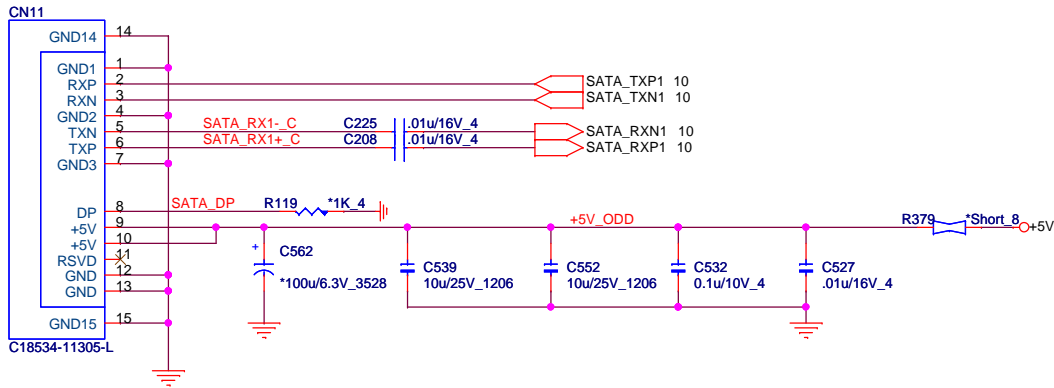 CN11
GND14 14
GND1 1
RXP 2 SATA_TXP1 10
RXN 3 SATA_TXN1 10
GND2 4
TXN 5 SATA_RX1-_C C225 .01u/16V_4 SATA_RXN1 10
TXP 6 SATA_RX1+_C C208 .01u/16V_4 SATA_RXP1 10
GND3 7
DP 8 SATA_DP R119 *1K_4
+5V 9 +5V_ODD R379 *Short_8 +5V
+5V 10
RSVD 11
GND 12
GND 13
+ C562
*100u/6.3V_3528
C539
10u/25V_1206
C552
10u/25V_1206
C532
0.1u/10V_4
C527
.01u/16V_4
GND15 15
C18534-11305-L